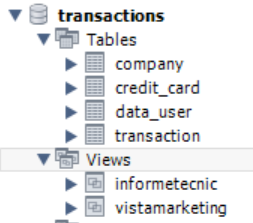 transactions
Tables
company
credit_card
data_user
transaction
Views
informetecnic
vistamarketing